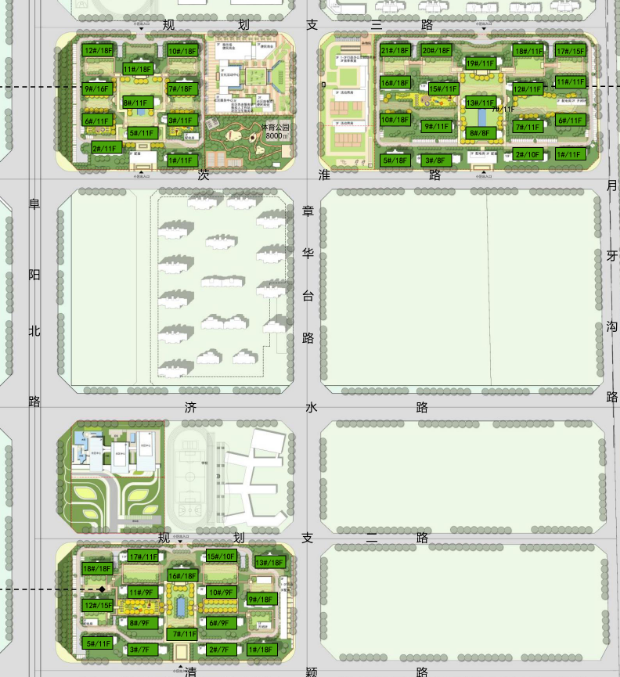 规 划 支 三 路
12#/18F
10#/18F
11#/18F
9#/16F
7#/18F
8#/11F
6#/11F
3#/11F
5#/11F
2#/11F
1#/11F
体育公园
8000㎡
21#/18F
20#/18F
18#/11F
17#/15F
19#/11F
16#/18F
15#/11F
12#/11F
11#/11F
13#/11F
10#/18F
9#/11F
7#/11F
6#/11F
8#/8F
5#/18F
3#/8F
2#/10F
1#/11F
茨 淮 路
阜 阳 北 路
章 华 台 路
月 牙 沟 路
济 水 路
规 划 支 二 路
17#/11F
15#/10F
13#/18F
18#/18F
16#/18F
11#/9F
10#/9F
12#/15F
9#/18F
8#/9F
6#/9F
7#/11F
5#/11F
3#/7F
2#/7F
1#/18F
清 颍 路